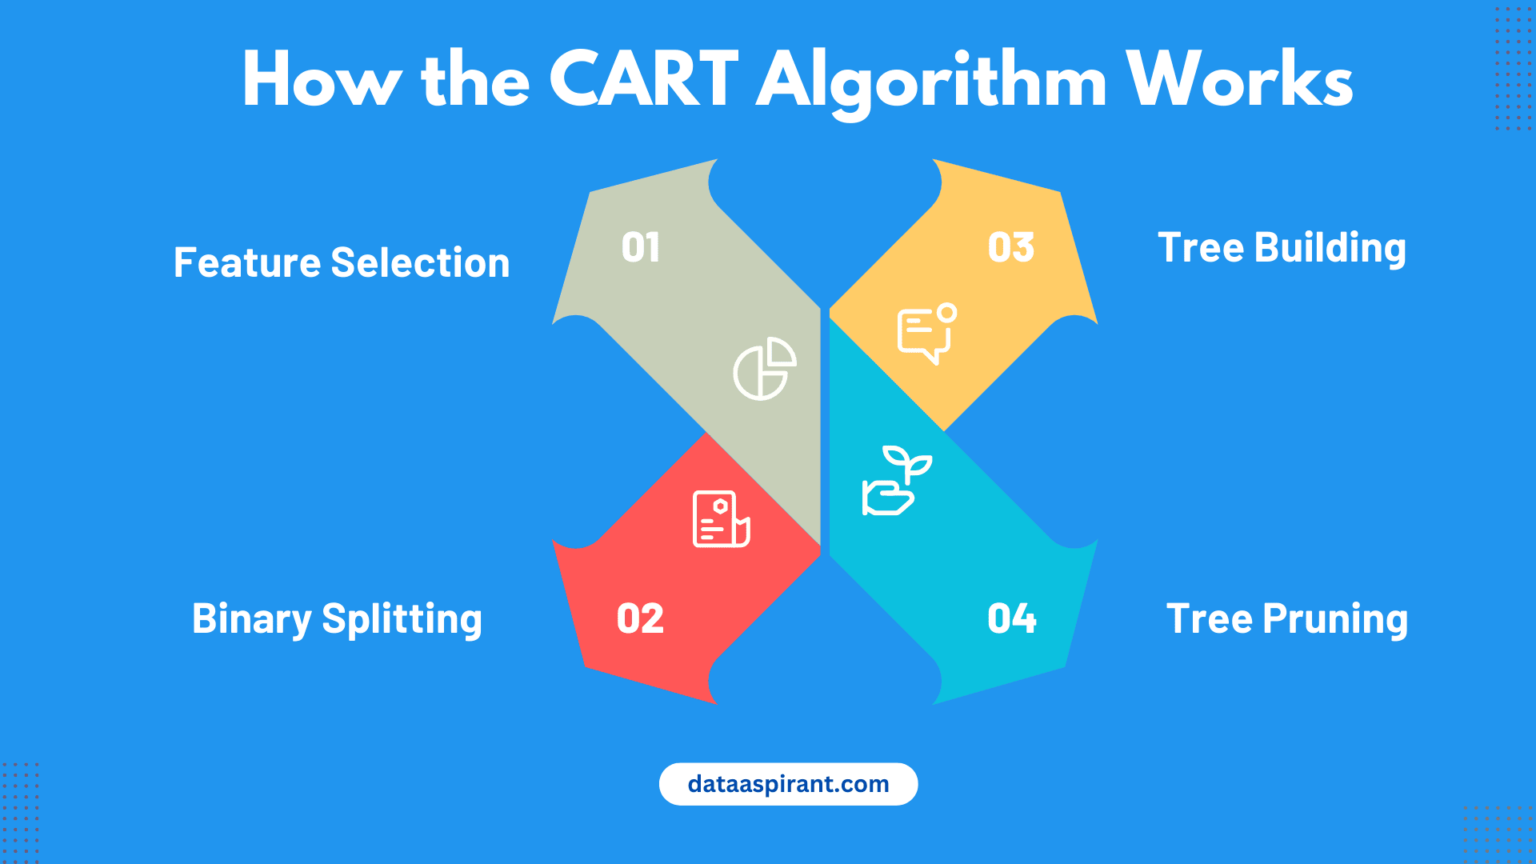 How the CART Algorithm Works
01
Feature Selection
02
Binary Splitting
03
Tree Building
04
Tree Pruning
dataaspirant.com